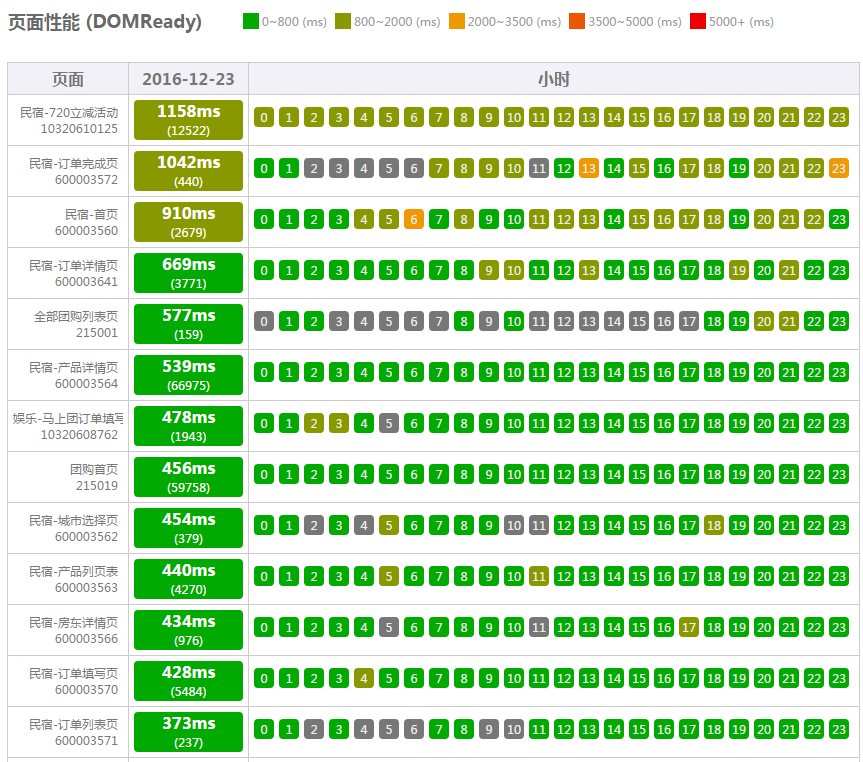 页面性能 (DOMReady) 0~800 (ms) 800~2000 (ms) 2000~3500 (ms) 3500~5000 (ms) 5000+ (ms)
页面 2016-12-23 小时
民宿-720立减活动 1158ms 0 1 2 3 4 5 6 7 8 9 10 11 12 13 14 15 16 17 18 19 20 21 22 23
10320610125 (12522)
民宿-订单完成页 1042ms 0 1 2 3 4 5 6 7 8 9 10 11 12 13 14 15 16 17 18 19 20 21 22 23
600003572 (440)
民宿-首页 910ms 0 1 2 3 4 5 6 7 8 9 10 11 12 13 14 15 16 17 18 19 20 21 22 23
600003560 (2679)
民宿-订单详情页 669ms 0 1 2 3 4 5 6 7 8 9 10 11 12 13 14 15 16 17 18 19 20 21 22 23
600003641 (3771)
全部团购列表页 577ms 0 1 2 3 4 5 6 7 8 9 10 11 12 13 14 15 16 17 18 19 20 21 22 23
215001 (159)
民宿-产品详情页 539ms 0 1 2 3 4 5 6 7 8 9 10 11 12 13 14 15 16 17 18 19 20 21 22 23
600003564 (66975)
娱乐-马上团订单填写 478ms 0 1 2 3 4 5 6 7 8 9 10 11 12 13 14 15 16 17 18 19 20 21 22 23
10320608762 (1943)
团购首页 456ms 0 1 2 3 4 5 6 7 8 9 10 11 12 13 14 15 16 17 18 19 20 21 22 23
215019 (59758)
民宿-城市选择页 454ms 0 1 2 3 4 5 6 7 8 9 10 11 12 13 14 15 16 17 18 19 20 21 22 23
600003562 (379)
民宿-产品列页表 440ms 0 1 2 3 4 5 6 7 8 9 10 11 12 13 14 15 16 17 18 19 20 21 22 23
600003563 (4270)
民宿-房东详情页 434ms 0 1 2 3 4 5 6 7 8 9 10 11 12 13 14 15 16 17 18 19 20 21 22 23
600003566 (976)
民宿-订单填写页 428ms 0 1 2 3 4 5 6 7 8 9 10 11 12 13 14 15 16 17 18 19 20 21 22 23
600003570 (5484)
民宿-订单列表页 373ms 0 1 2 3 4 5 6 7 8 9 10 11 12 13 14 15 16 17 18 19 20 21 22 23
600003571 (237)